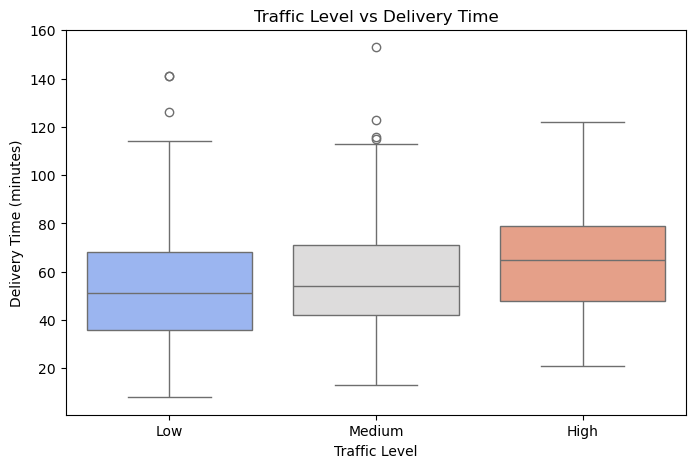 Traffic Level vs Delivery Time
160
140
120
100
80
60
40
20
Delivery Time (minutes)
Low Medium High
Traffic Level